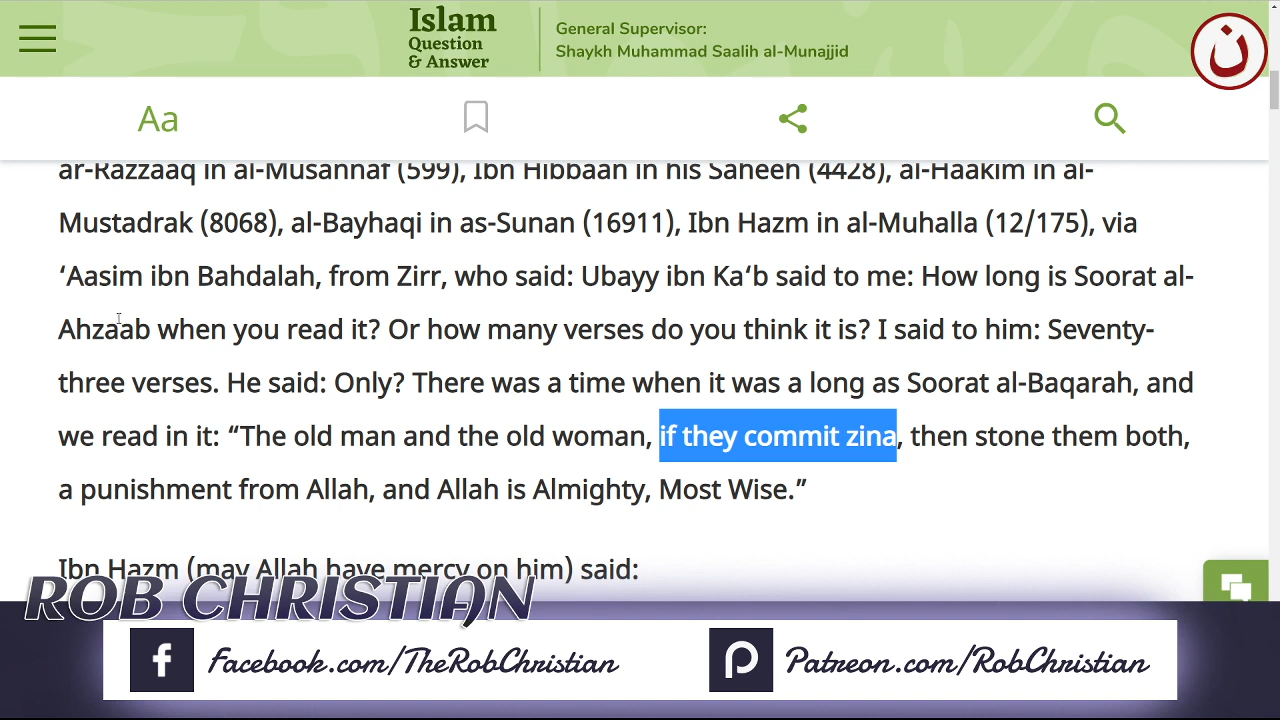 Islam
Question
& Answer
General Supervisor:
Shaykh Muhammad Saalih al-Munajjid
ن
Aa
ar-Razzaaq in al-Musannaf (599), Ibn Hibbaan in his Saheeh (4428), al-Haakim in al-
Mustadrak (8068), al-Bayhaqi in as-Sunan (16911), Ibn Hazm in al-Muhalla (12/175), via
‘Aasim ibn Bahdalah, from Zirr, who said: Ubayy ibn Ka‘b said to me: How long is Soorat al-
Ahzaab when you read it? Or how many verses do you think it is? I said to him: Seventy-
three verses. He said: Only? There was a time when it was a long as Soorat al-Baqarah, and
we read in it: “The old man and the old woman, if they commit zina, then stone them both,
a punishment from Allah, and Allah is Almighty, Most Wise.”
Ibn Hazm (may Allah have mercy on him) said:
ROB CHRISTIAN
f Facebook.com/TheRobChristian
Patreon.com/RobChristian